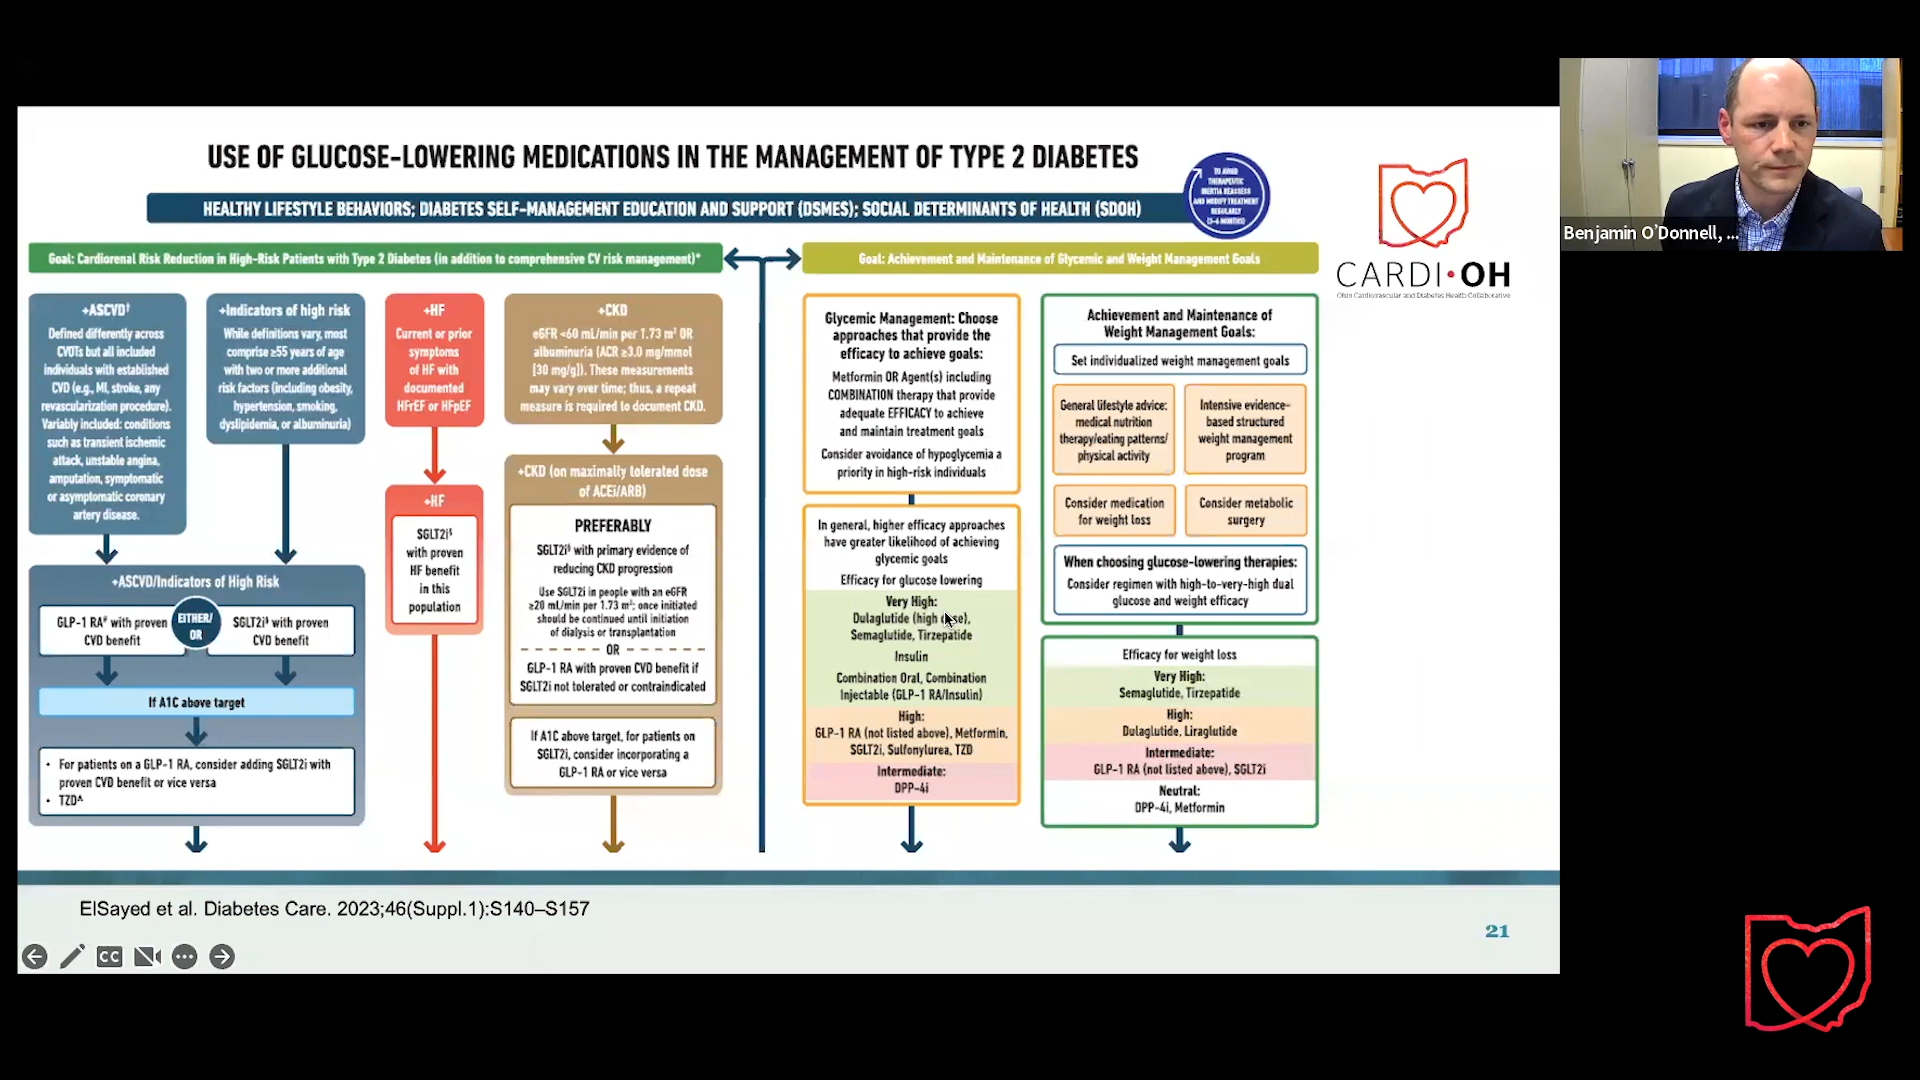 USE OF GLUCOSE-LOWERING MEDICATIONS IN THE MANAGEMENT OF TYPE 2 DIABETES
HEALTHY LIFESTYLE BEHAVIORS; DIABETES SELF-MANAGEMENT EDUCATION AND SUPPORT (DSMES); SOCIAL DETERMINANTS OF HEALTH (SDOH)
TO AVOID
THERAPEUTIC
INERTIA REASSESS
AND MODIFY TREATMENT
REGULARLY
(3-6 MONTHS)
CARDI•OH
Ohio Cardiovascular and Diabetes Health Collaborative
Benjamin O'Donnell, ...
Goal: Cardiorenal Risk Reduction in High-Risk Patients with Type 2 Diabetes (in addition to comprehensive CV risk management)*
+ASCVD†
Defined differently across
CVOTs but all included
individuals with established
CVD (e.g., MI, stroke, any
revascularization procedure).
Variably included: conditions
such as transient ischemic
attack, unstable angina,
amputation, symptomatic
or asymptomatic coronary
artery disease.
+Indicators of high risk
While definitions vary, most
comprise ≥55 years of age
with two or more additional
risk factors (including obesity,
hypertension, smoking,
dyslipidemia, or albuminuria)
+ASCVD/Indicators of High Risk
GLP-1 RA# with proven
CVD benefit
EITHER/
OR
SGLT2i§ with proven
CVD benefit
If A1C above target
• For patients on a GLP-1 RA, consider adding SGLT2i with
proven CVD benefit or vice versa
• TZD^
+HF
Current or prior
symptoms
of HF with
documented
HFrEF or HFpEF
+HF
SGLT2i§
with proven
HF benefit
in this
population
+CKD
eGFR <60 mL/min per 1.73 m² OR
albuminuria (ACR ≥3.0 mg/mmol
[30 mg/g]). These measurements
may vary over time; thus, a repeat
measure is required to document CKD.
+CKD (on maximally tolerated dose
of ACEi/ARB)
PREFERABLY
SGLT2i§ with primary evidence of
reducing CKD progression
Use SGLT2i in people with an eGFR
≥20 mL/min per 1.73 m²; once initiated
should be continued until initiation
of dialysis or transplantation
OR
GLP-1 RA with proven CVD benefit if
SGLT2i not tolerated or contraindicated
If A1C above target, for patients on
SGLT2i, consider incorporating a
GLP-1 RA or vice versa
Goal: Achievement and Maintenance of Glycemic and Weight Management Goals
Glycemic Management: Choose
approaches that provide the
efficacy to achieve goals:
Metformin OR Agent(s) including
COMBINATION therapy that provide
adequate EFFICACY to achieve
and maintain treatment goals
Consider avoidance of hypoglycemia a
priority in high-risk individuals
In general, higher efficacy approaches
have greater likelihood of achieving
glycemic goals
Efficacy for glucose lowering
Very High:
Dulaglutide (high dose),
Semaglutide, Tirzepatide
Insulin
Combination Oral, Combination
Injectable (GLP-1 RA/Insulin)
High:
GLP-1 RA (not listed above), Metformin,
SGLT2i, Sulfonylurea, TZD
Intermediate:
DPP-4i
Achievement and Maintenance of
Weight Management Goals:
Set individualized weight management goals
General lifestyle advice:
medical nutrition
therapy/eating patterns/
physical activity
Intensive evidence-
based structured
weight management
program
Consider medication
for weight loss
Consider metabolic
surgery
When choosing glucose-lowering therapies:
Consider regimen with high-to-very-high dual
glucose and weight efficacy
Efficacy for weight loss
Very High:
Semaglutide, Tirzepatide
High:
Dulaglutide, Liraglutide
Intermediate:
GLP-1 RA (not listed above), SGLT2i
Neutral:
DPP-4i, Metformin
ElSayed et al. Diabetes Care. 2023;46(Suppl.1):S140–S157
21
CC